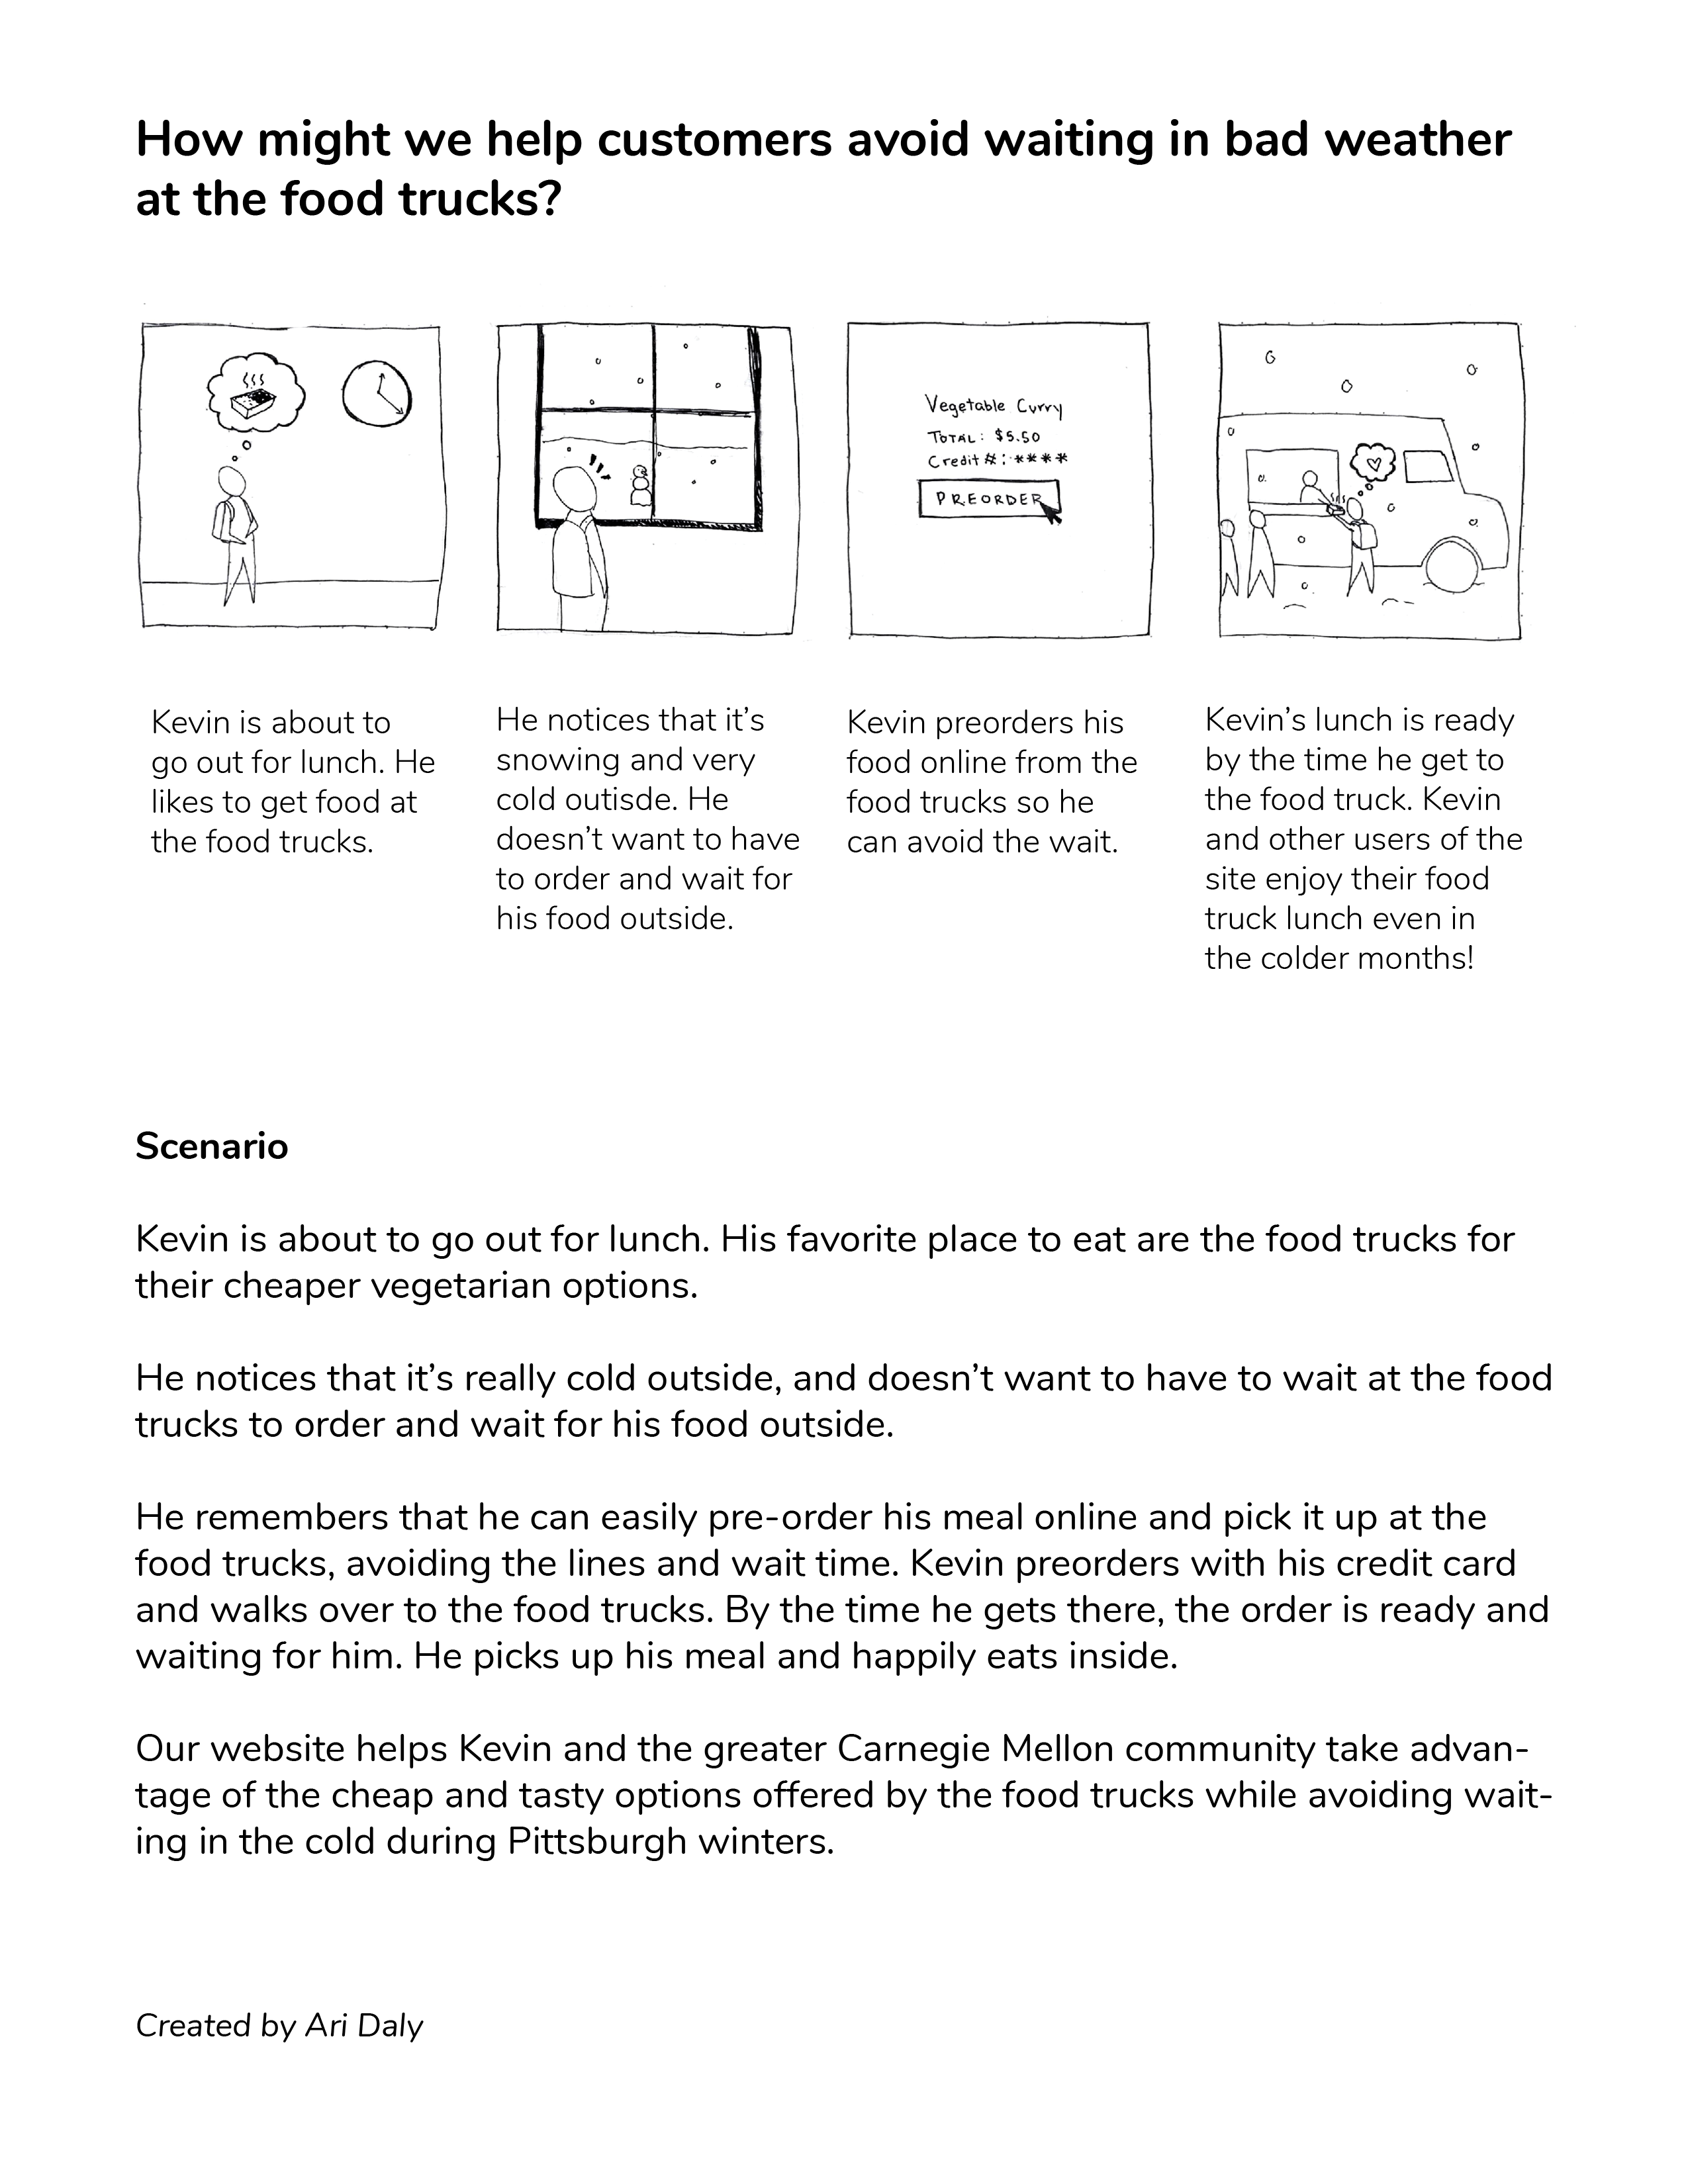 How might we help customers avoid waiting in bad weather
at the food trucks?
Vegetable Curry
TOTAL: $5.50
Credit #: ****
PREORDER
Kevin is about to
go out for lunch. He
likes to get food at
the food trucks.
He notices that it’s
snowing and very
cold outisde. He
doesn’t want to have
to order and wait for
his food outside.
Kevin preorders his
food online from the
food trucks so he
can avoid the wait.
Kevin’s lunch is ready
by the time he get to
the food truck. Kevin
and other users of the
site enjoy their food
truck lunch even in
the colder months!
Scenario
Kevin is about to go out for lunch. His favorite place to eat are the food trucks for
their cheaper vegetarian options.
He notices that it’s really cold outside, and doesn’t want to have to wait at the food
trucks to order and wait for his food outside.
He remembers that he can easily pre-order his meal online and pick it up at the
food trucks, avoiding the lines and wait time. Kevin preorders with his credit card
and walks over to the food trucks. By the time he gets there, the order is ready and
waiting for him. He picks up his meal and happily eats inside.
Our website helps Kevin and the greater Carnegie Mellon community take advan-
tage of the cheap and tasty options offered by the food trucks while avoiding wait-
ing in the cold during Pittsburgh winters.
Created by Ari Daly